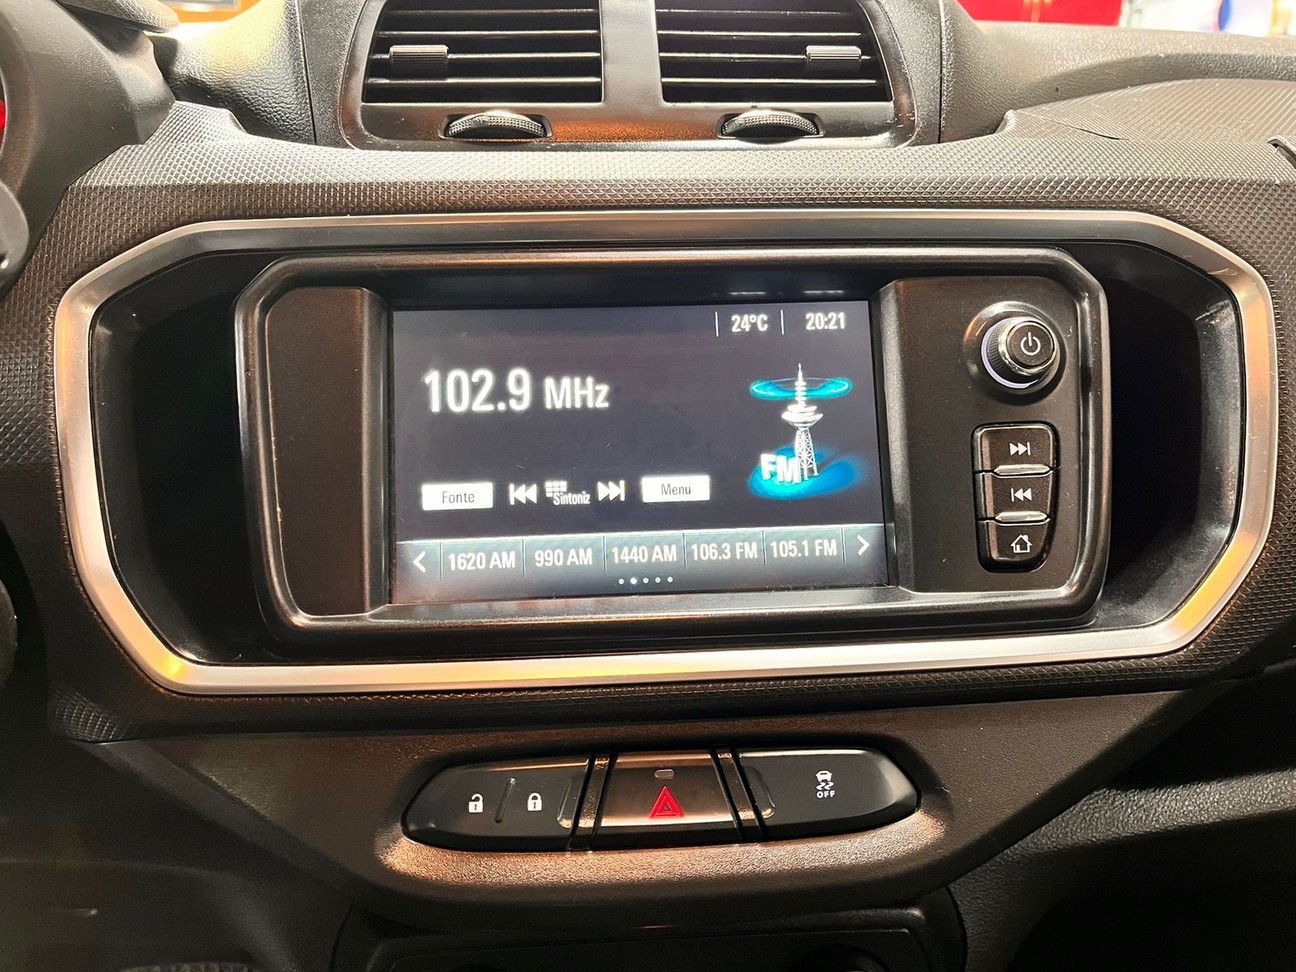 24°C 20:21
102.9 MHz
FM
Fonte Sintoniz Menu
1620 AM 990 AM 1440 AM 106.3 FM 105.1 FM
OFF